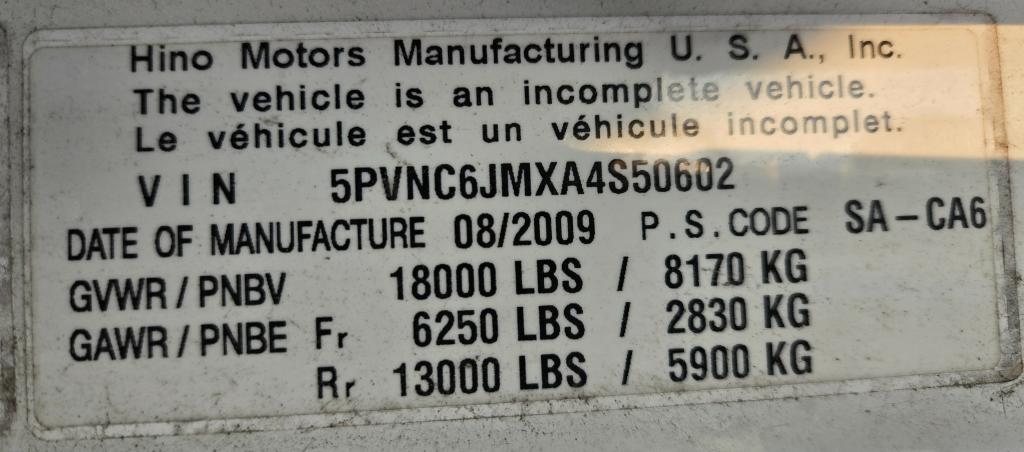 Hino Motors Manufacturing U. S. A., Inc.
The vehicle is an incomplete vehicle.
Le véhicule est un véhicule incomplet.
VIN 5PVNC6JMXA4S50602
DATE OF MANUFACTURE 08/2009 P.S.CODE SA-CA6
GVWR/PNBV 18000 LBS / 8170 KG
GAWR/PNBE Fr 6250 LBS / 2830 KG
Rr 13000 LBS / 5900 KG